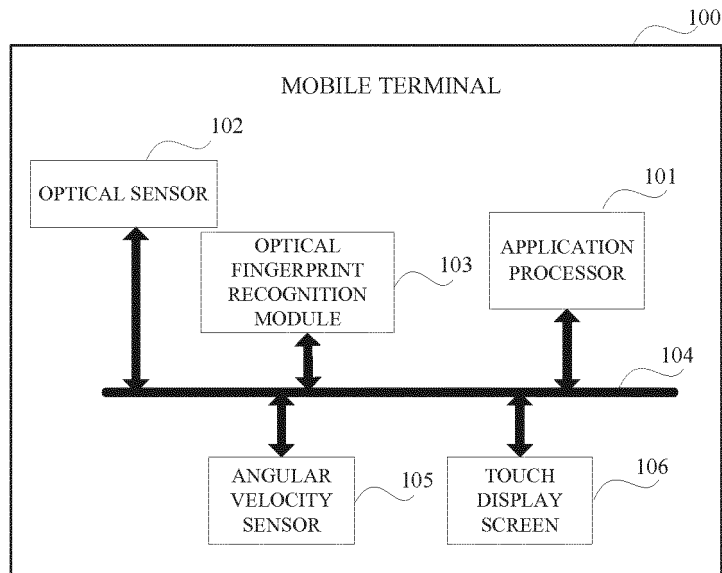 100
MOBILE TERMINAL
102
OPTICAL SENSOR
101
APPLICATION
PROCESSOR
OPTICAL
FINGERPRINT
RECOGNITION
MODULE
103
104
ANGULAR
VELOCITY
SENSOR
105
TOUCH
DISPLAY
SCREEN
106